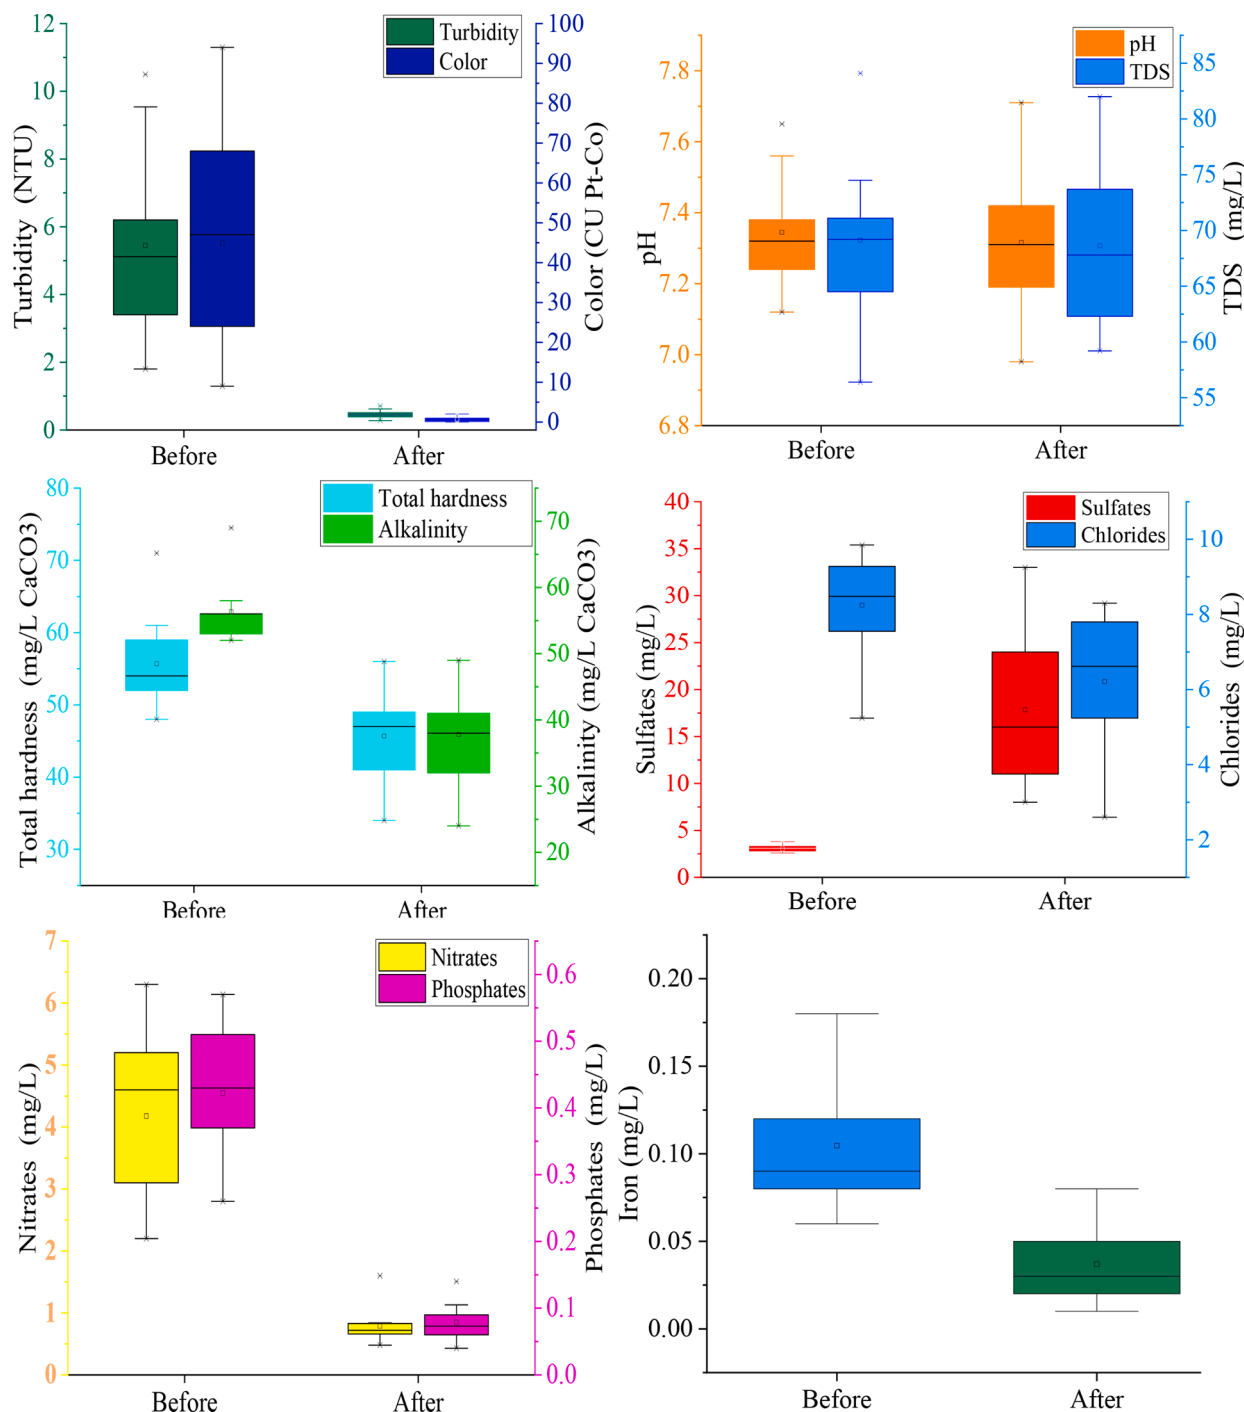 Turbidity (NTU)
12
10
8
6
4
2
0
Turbidity
Color
100
90
80
70
60
50
40
30
20
10
0
Color (CU Pt-Co)
Before
After
pH
7.8
7.6
7.4
7.2
7.0
6.8
pH
TDS
85
80
75
70
65
60
55
TDS (mg/L)
Before
After
Total hardness (mg/L CaCO3)
80
70
60
50
40
30
Total hardness
Alkalinity
70
60
50
40
30
20
Alkalinity (mg/L CaCO3)
Before
After
Sulfates (mg/L)
40
35
30
25
20
15
10
5
0
Sulfates
Chlorides
10
8
6
4
2
Chlorides (mg/L)
Before
After
Nitrates (mg/L)
7
6
5
4
3
2
1
0
Nitrates
Phosphates
0.6
0.5
0.4
0.3
0.2
0.1
0.0
Phosphates (mg/L)
Before
After
Iron (mg/L)
0.20
0.15
0.10
0.05
0.00
Before
After